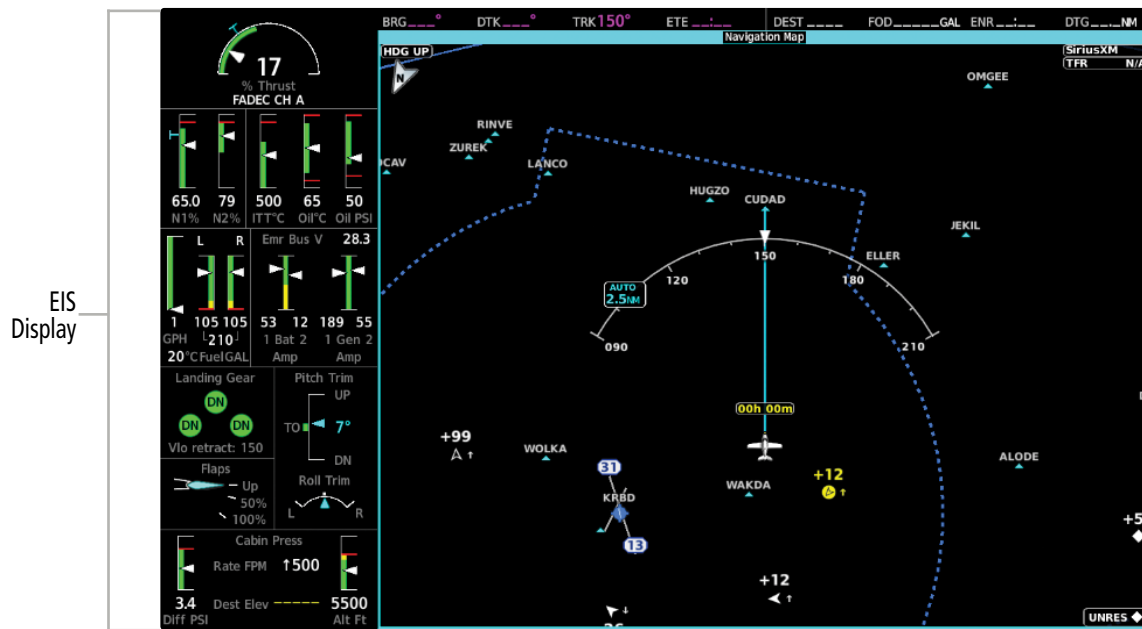 EIS
Display
17
% Thrust
FADEC CH A
65.0 79 500 65 50
N1% N2% ITT°C Oil°C Oil PSI
L R Emr Bus V 28.3
1 105 105 53 12 189 55
GPH 210 1 Bat 2 1 Gen 2
20°C Fuel GAL Amp Amp
Landing Gear Pitch Trim
DN UP
DN DN TO 7°
Vlo retract: 150 DN
Flaps Roll Trim
Up
50% L R
100%
Cabin Press
Rate FPM ↑500
3.4 Dest Elev ----- 5500
Diff PSI Alt Ft
BRG___° DTK___° TRK 150° ETE __:__ DEST ____ FOD_____GAL ENR__:__ DTG__._NM
Navigation Map
HDG UP SiriusXM
N TFR N/A
OMGEE
RINVE
ZUREK
LANCO
HUGZO
CUDAD
JEKIL
ELLER
150
120 180
AUTO
2.5NM
090 210
00h 00m
+99
WOLKA
ALODE
31
WAKDA
+12
KRBD
13
+12
UNRES